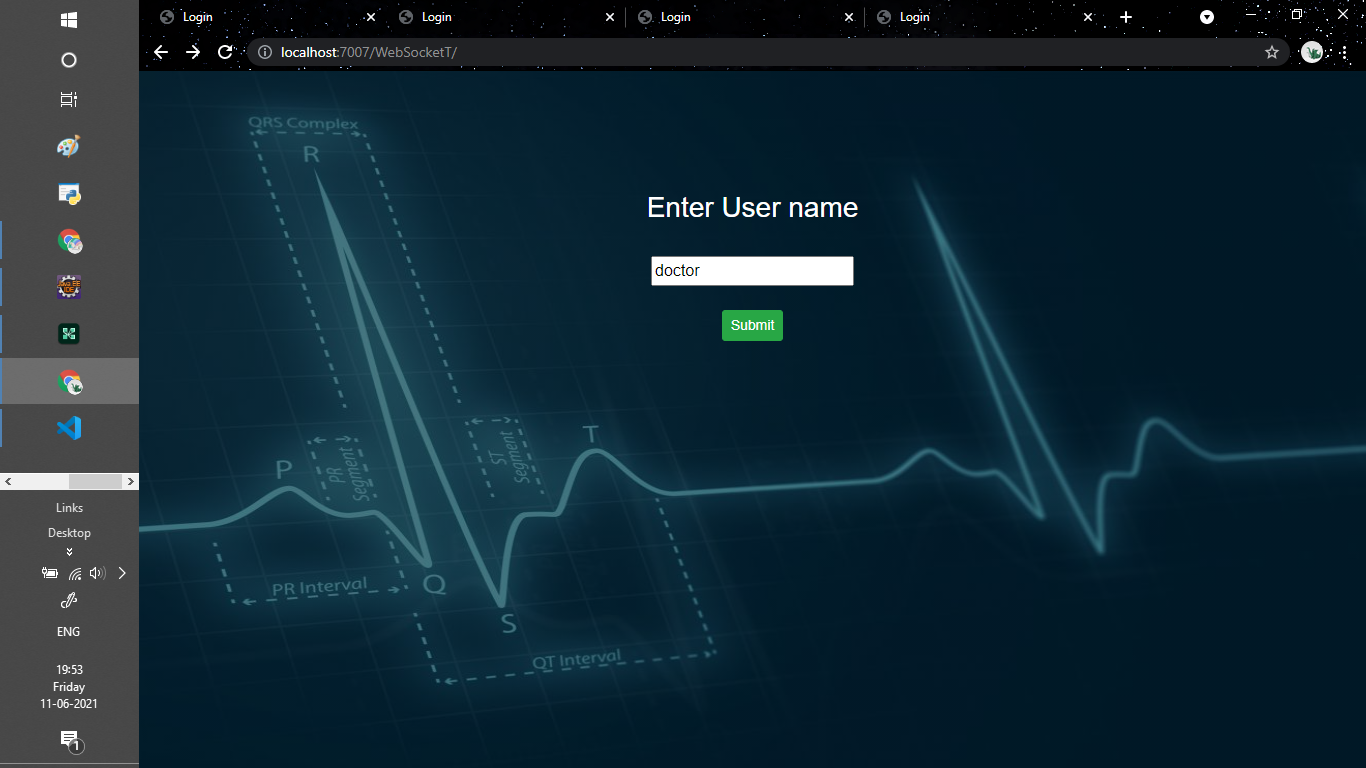 Login
Login
Login
Login
localhost:7007/WebSocketT/
QRS Complex
R
Enter User name
doctor
Submit
P
PR
Segment
ST
Segment
T
PR Interval
Q
S
QT Interval
Links
Desktop
ENG
19:53
Friday
11-06-2021
1